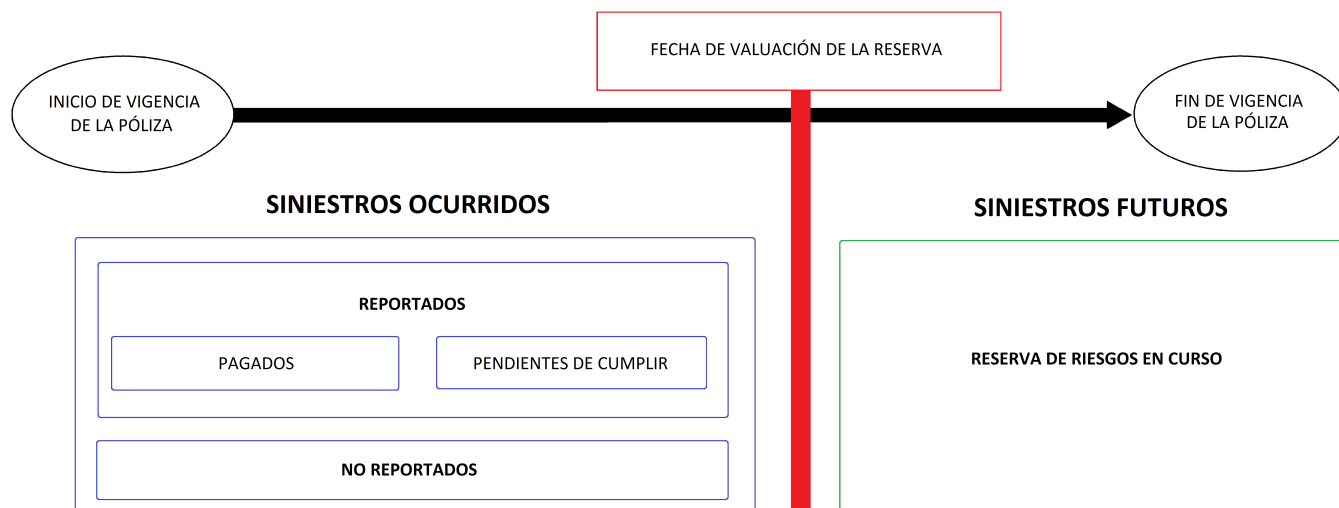 FECHA DE VALUACIÓN DE LA RESERVA
INICIO DE VIGENCIA
DE LA PÓLIZA
FIN DE VIGENCIA
DE LA PÓLIZA
SINIESTROS OCURRIDOS
SINIESTROS FUTUROS
REPORTADOS
PAGADOS
PENDIENTES DE CUMPLIR
RESERVA DE RIESGOS EN CURSO
NO REPORTADOS